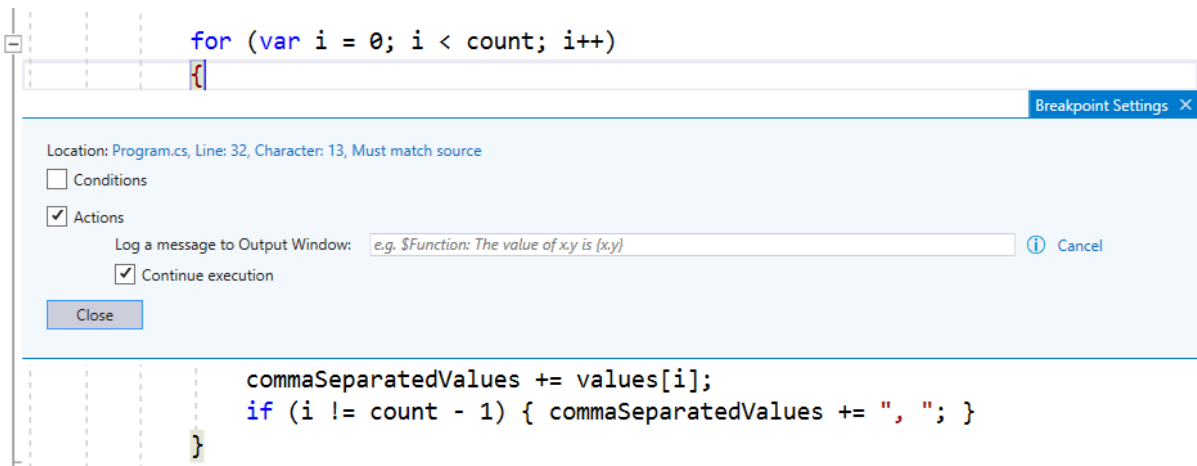 for (var i = 0; i < count; i++)
{
Breakpoint Settings ×
Location: Program.cs, Line: 32, Character: 13, Must match source
Conditions
Actions
Log a message to Output Window: e.g. $Function: The value of x.y is {x.y} Cancel
Continue execution
Close
commaSeparatedValues += values[i];
if (i != count - 1) { commaSeparatedValues += ", "; }
}